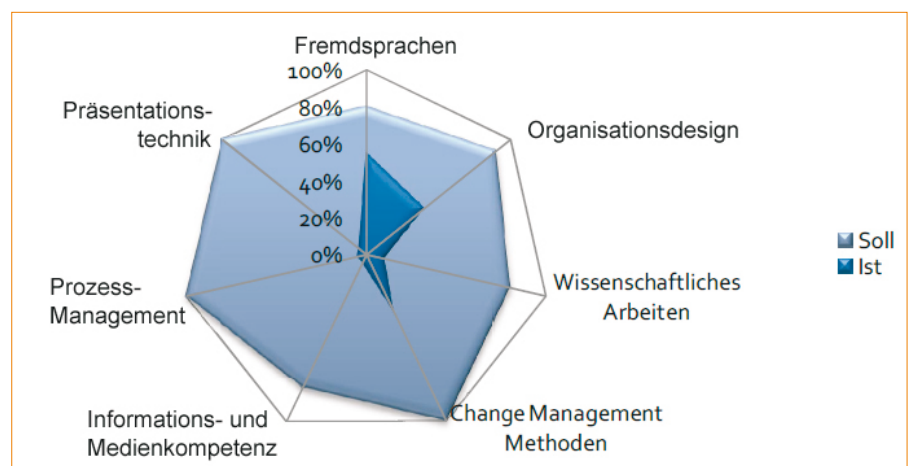 Fremdsprachen
100%
80%
60%
40%
20%
0%
Organisationsdesign
Wissenschaftliches
Arbeiten
Change Management
Methoden
Informations- und
Medienkompetenz
Prozess-
Management
Präsentations-
technik
Soll
Ist